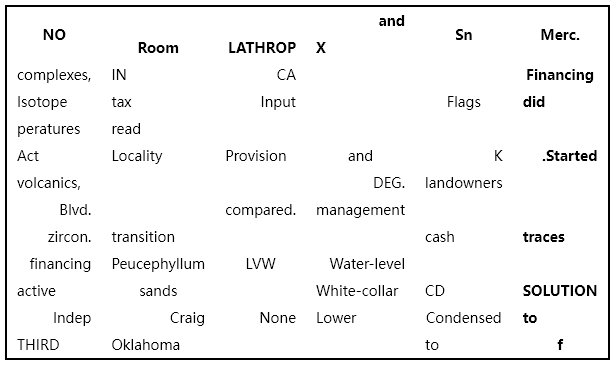 NO Room LATHROP and X Sn Merc.
complexes, IN CA Financing
Isotope tax Input Flags did
peratures read
Act Locality Provision and K .Started
volcanics, DEG. landowners
Blvd. compared. management
zircon. transition cash traces
financing Peucephyllum LVW Water-level
active sands White-collar CD SOLUTION
Indep Craig None Lower Condensed to
THIRD Oklahoma to f